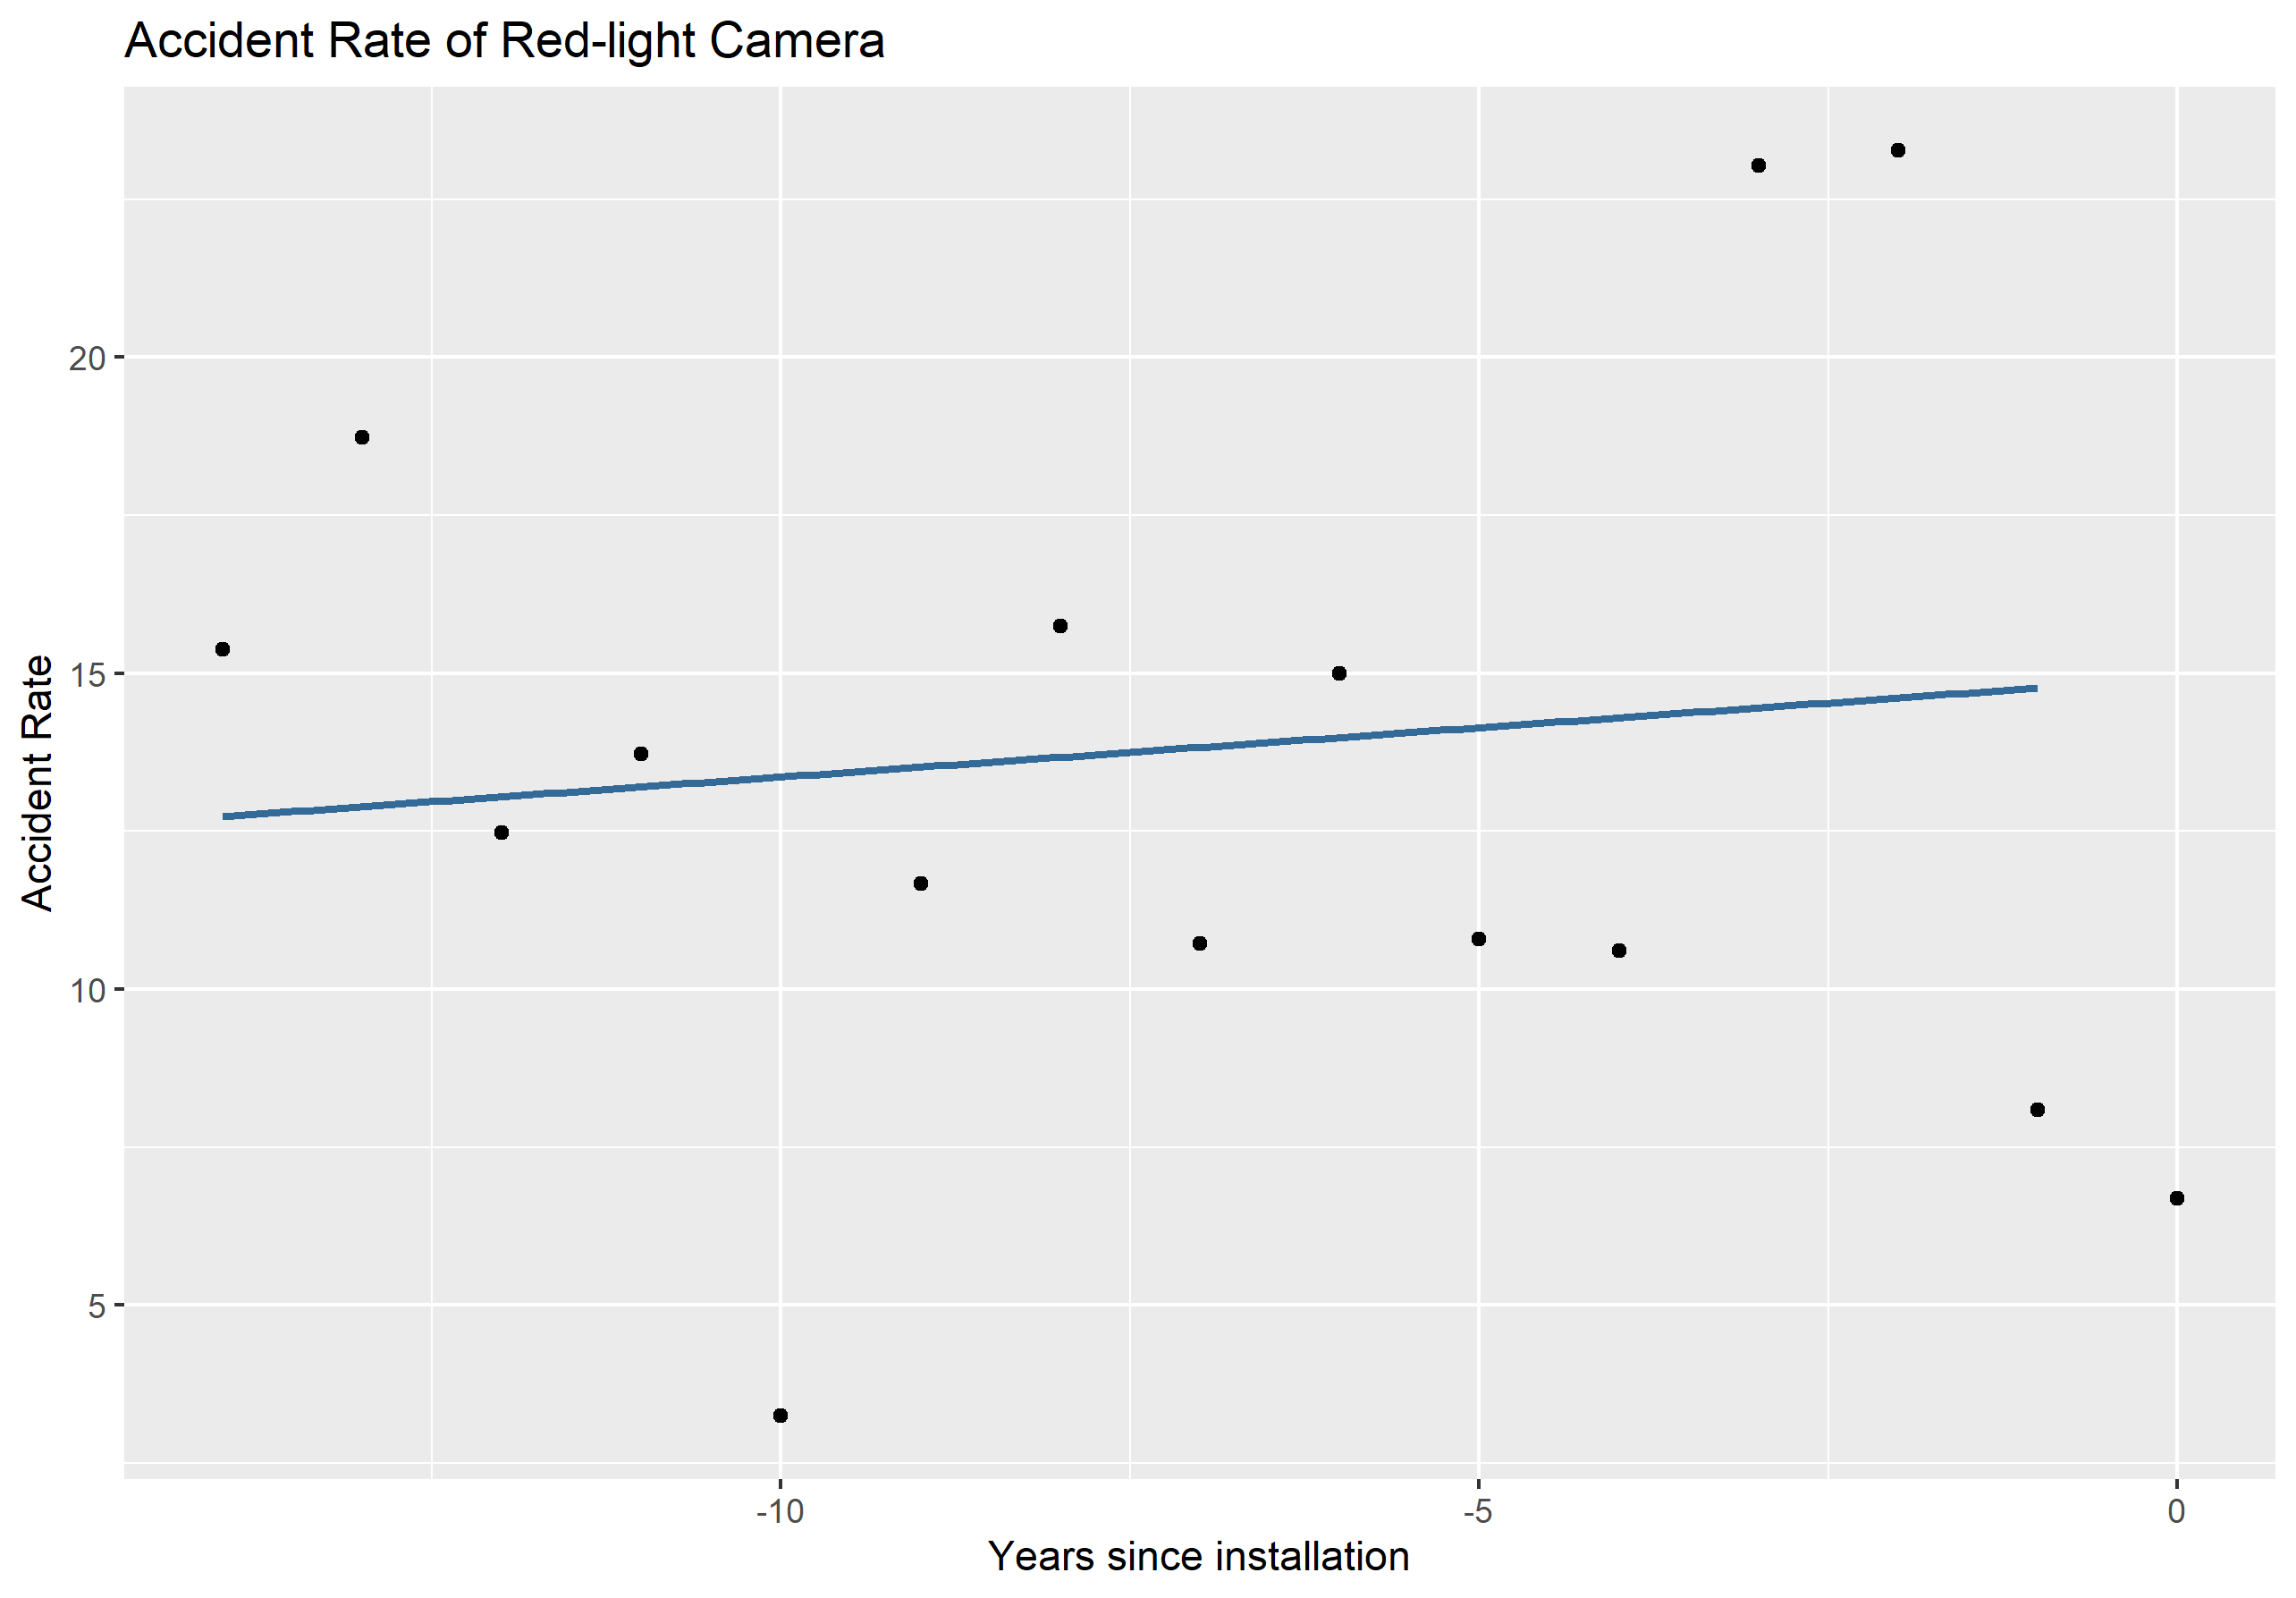 Accident Rate of Red-light Camera
Accident Rate
20
15
10
5
-10
-5
0
Years since installation